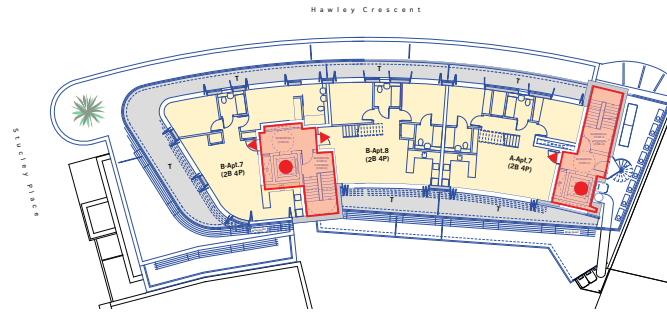 Hawley Crescent
T
T
T
Stucley Place
T
B-Apt.7
(2B 4P)
B-Apt.8
(2B 4P)
A-Apt.7
(2B 4P)
T
T